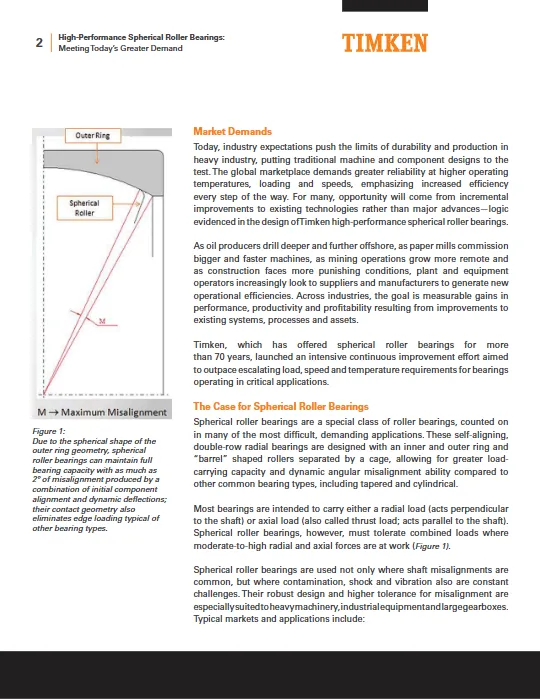 2
High-Performance Spherical Roller Bearings:
Meeting Today's Greater Demand
TIMKEN
Outer Ring
Spherical
Roller
M
M → Maximum Misalignment
Figure 1:
Due to the spherical shape of the
outer ring geometry, spherical
roller bearings can maintain full
bearing capacity with as much as
2° of misalignment produced by a
combination of initial component
alignment and dynamic deflections;
their contact geometry also
eliminates edge loading typical of
other bearing types.
Market Demands
Today, industry expectations push the limits of durability and production in
heavy industry, putting traditional machine and component designs to the
test. The global marketplace demands greater reliability at higher operating
temperatures, loading and speeds, emphasizing increased efficiency
every step of the way. For many, opportunity will come from incremental
improvements to existing technologies rather than major advances—logic
evidenced in the design of Timken high-performance spherical roller bearings.
As oil producers drill deeper and further offshore, as paper mills commission
bigger and faster machines, as mining operations grow more remote and
as construction faces more punishing conditions, plant and equipment
operators increasingly look to suppliers and manufacturers to generate new
operational efficiencies. Across industries, the goal is measurable gains in
performance, productivity and profitability resulting from improvements to
existing systems, processes and assets.
Timken, which has offered spherical roller bearings for more
than 70 years, launched an intensive continuous improvement effort aimed
to outpace escalating load, speed and temperature requirements for bearings
operating in critical applications.
The Case for Spherical Roller Bearings
Spherical roller bearings are a special class of roller bearings, counted on
in many of the most difficult, demanding applications. These self-aligning,
double-row radial bearings are designed with an inner and outer ring and
"barrel" shaped rollers separated by a cage, allowing for greater load-
carrying capacity and dynamic angular misalignment ability compared to
other common bearing types, including tapered and cylindrical.
Most bearings are intended to carry either a radial load (acts perpendicular
to the shaft) or axial load (also called thrust load; acts parallel to the shaft).
Spherical roller bearings, however, must tolerate combined loads where
moderate-to-high radial and axial forces are at work (Figure 1).
Spherical roller bearings are used not only where shaft misalignments are
common, but where contamination, shock and vibration also are constant
challenges. Their robust design and higher tolerance for misalignment are
especially suited to heavy machinery, industrial equipment and large gearboxes.
Typical markets and applications include: